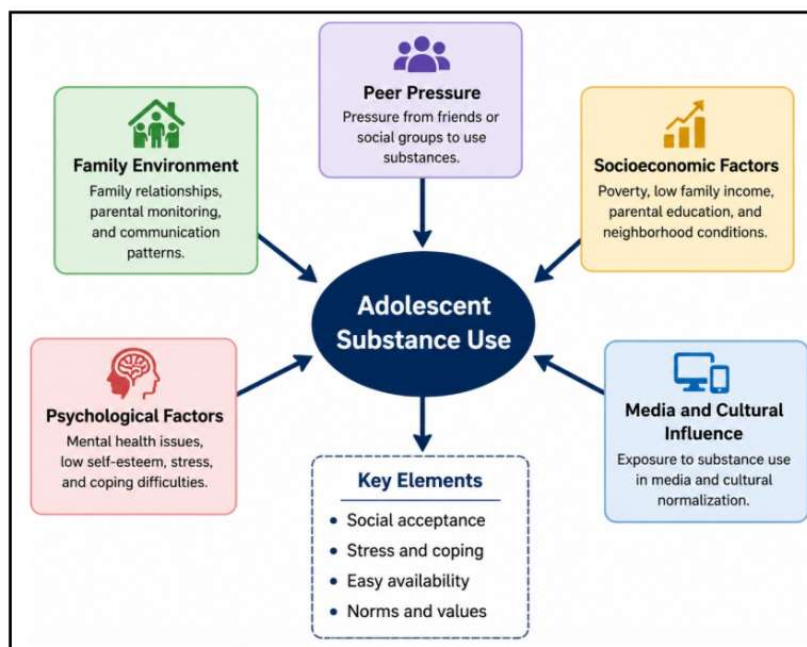 Peer Pressure
Pressure from friends or
social groups to use
substances.
Family Environment
Family relationships,
parental monitoring,
and communication
patterns.
Socioeconomic Factors
Poverty, low family income,
parental education, and
neighborhood conditions.
Adolescent
Substance Use
Psychological Factors
Mental health issues,
low self-esteem, stress,
and coping difficulties.
Media and Cultural
Influence
Exposure to substance use
in media and cultural
normalization.
Key Elements
• Social acceptance
• Stress and coping
• Easy availability
• Norms and values